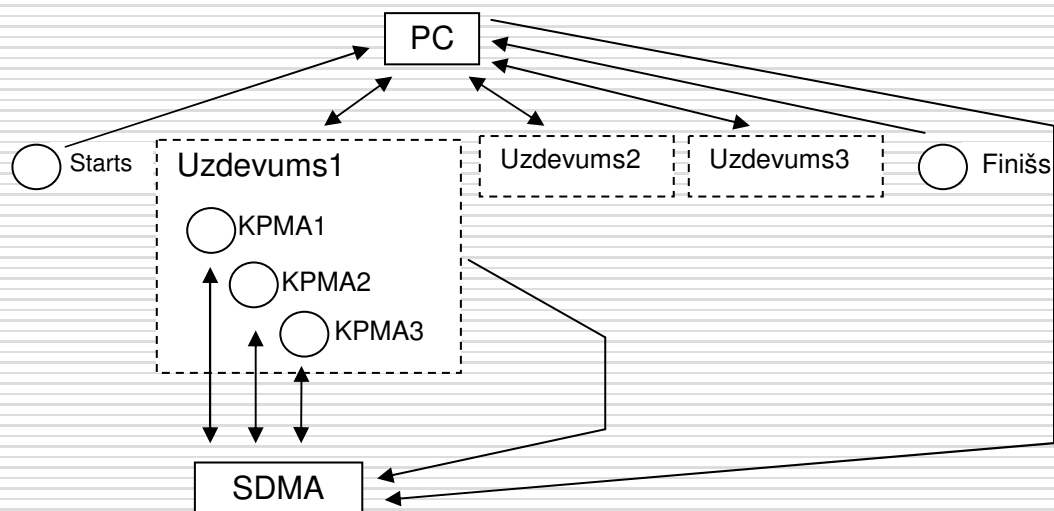 PC
Starts
Uzdevums1
Uzdevums2
Uzdevums3
Finišs
KPMA1
KPMA2
KPMA3
SDMA